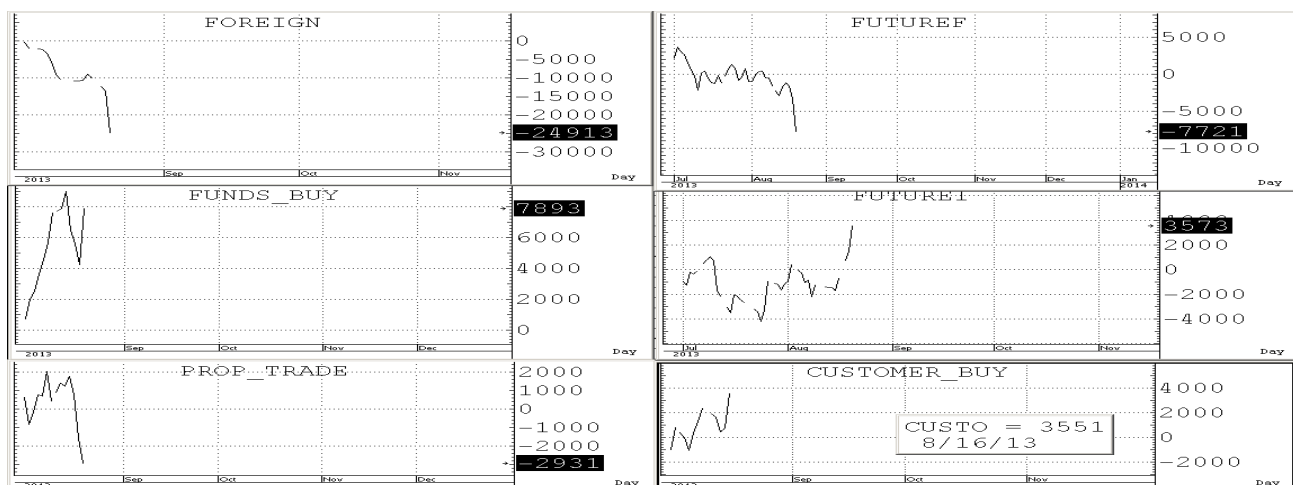 FOREIGN
0
-5000
-10000
-15000
-20000
-24913
-30000
Sep
Oct
Nov
2013
Day
FUTUREF
5000
0
-5000
-7721
-10000
Jul
Aug
Sep
Oct
Nov
Dec
Jan
2013
2014
Day
FUNDS_BUY
7893
6000
4000
2000
0
Sep
Oct
Nov
Dec
2013
Day
FUTUREI
3573
2000
0
-2000
-4000
Jul
Aug
Sep
Oct
Nov
2013
Day
PROP_TRADE
2000
1000
0
-1000
-2000
-2931
Sep
Oct
Nov
Dec
2013
Day
CUSTOMER_BUY
4000
2000
0
-2000
CUSTO = 3551
8/16/13
Sep
Oct
Nov
Day